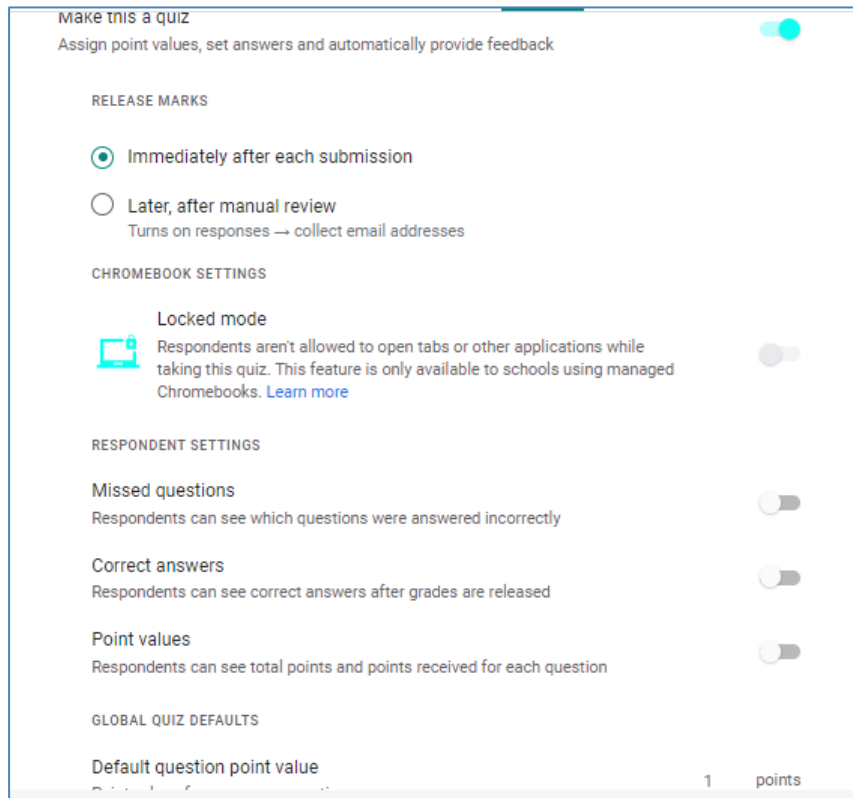 Make this a quiz
Assign point values, set answers and automatically provide feedback
RELEASE MARKS
Immediately after each submission
Later, after manual review
Turns on responses → collect email addresses
CHROMEBOOK SETTINGS
Locked mode
Respondents aren't allowed to open tabs or other applications while
taking this quiz. This feature is only available to schools using managed
Chromebooks. Learn more
RESPONDENT SETTINGS
Missed questions
Respondents can see which questions were answered incorrectly
Correct answers
Respondents can see correct answers after grades are released
Point values
Respondents can see total points and points received for each question
GLOBAL QUIZ DEFAULTS
Default question point value
1 points